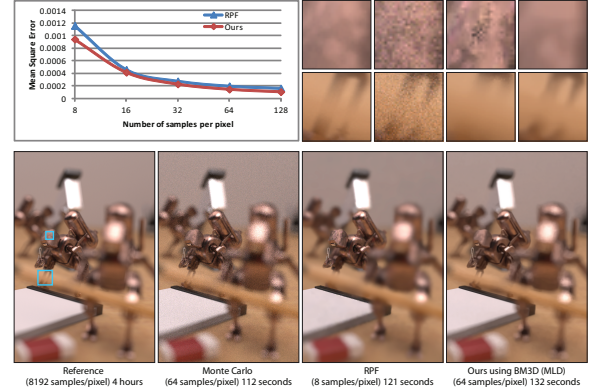 0.0014
0.0012
0.001
0.0008
0.0006
0.0004
0.0002
0
Mean Square Error
RPF
Ours
8 16 32 64 128
Number of samples per pixel
Reference
(8192 samples/pixel) 4 hours
Monte Carlo
(64 samples/pixel) 112 seconds
RPF
(8 samples/pixel) 121 seconds
Ours using BM3D (MLD)
(64 samples/pixel) 132 seconds